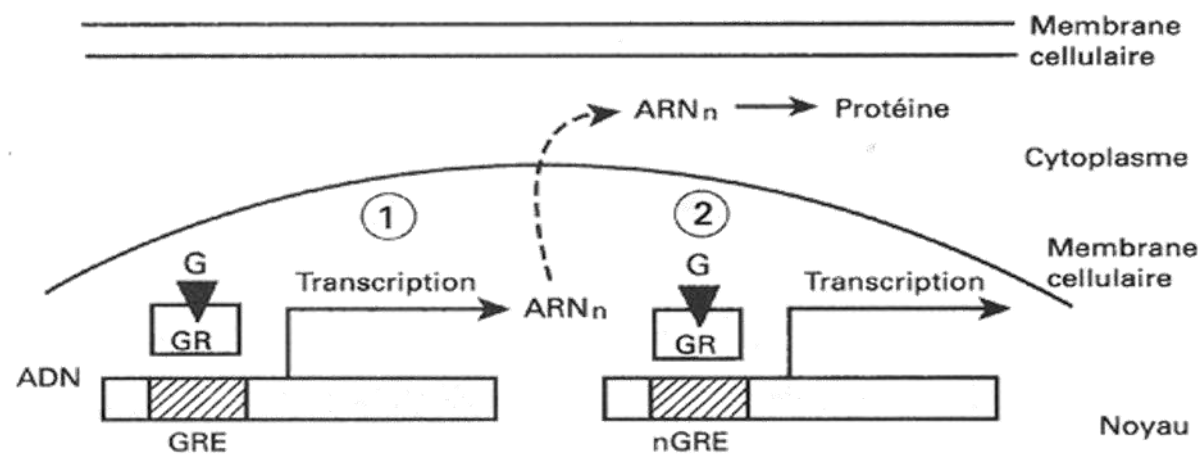 Membrane
cellulaire
ARNn → Protéine
Cytoplasme
1
2
Membrane
cellulaire
G
Transcription
ARNn
G
Transcription
GR
GR
ADN
GRE
nGRE
Noyau